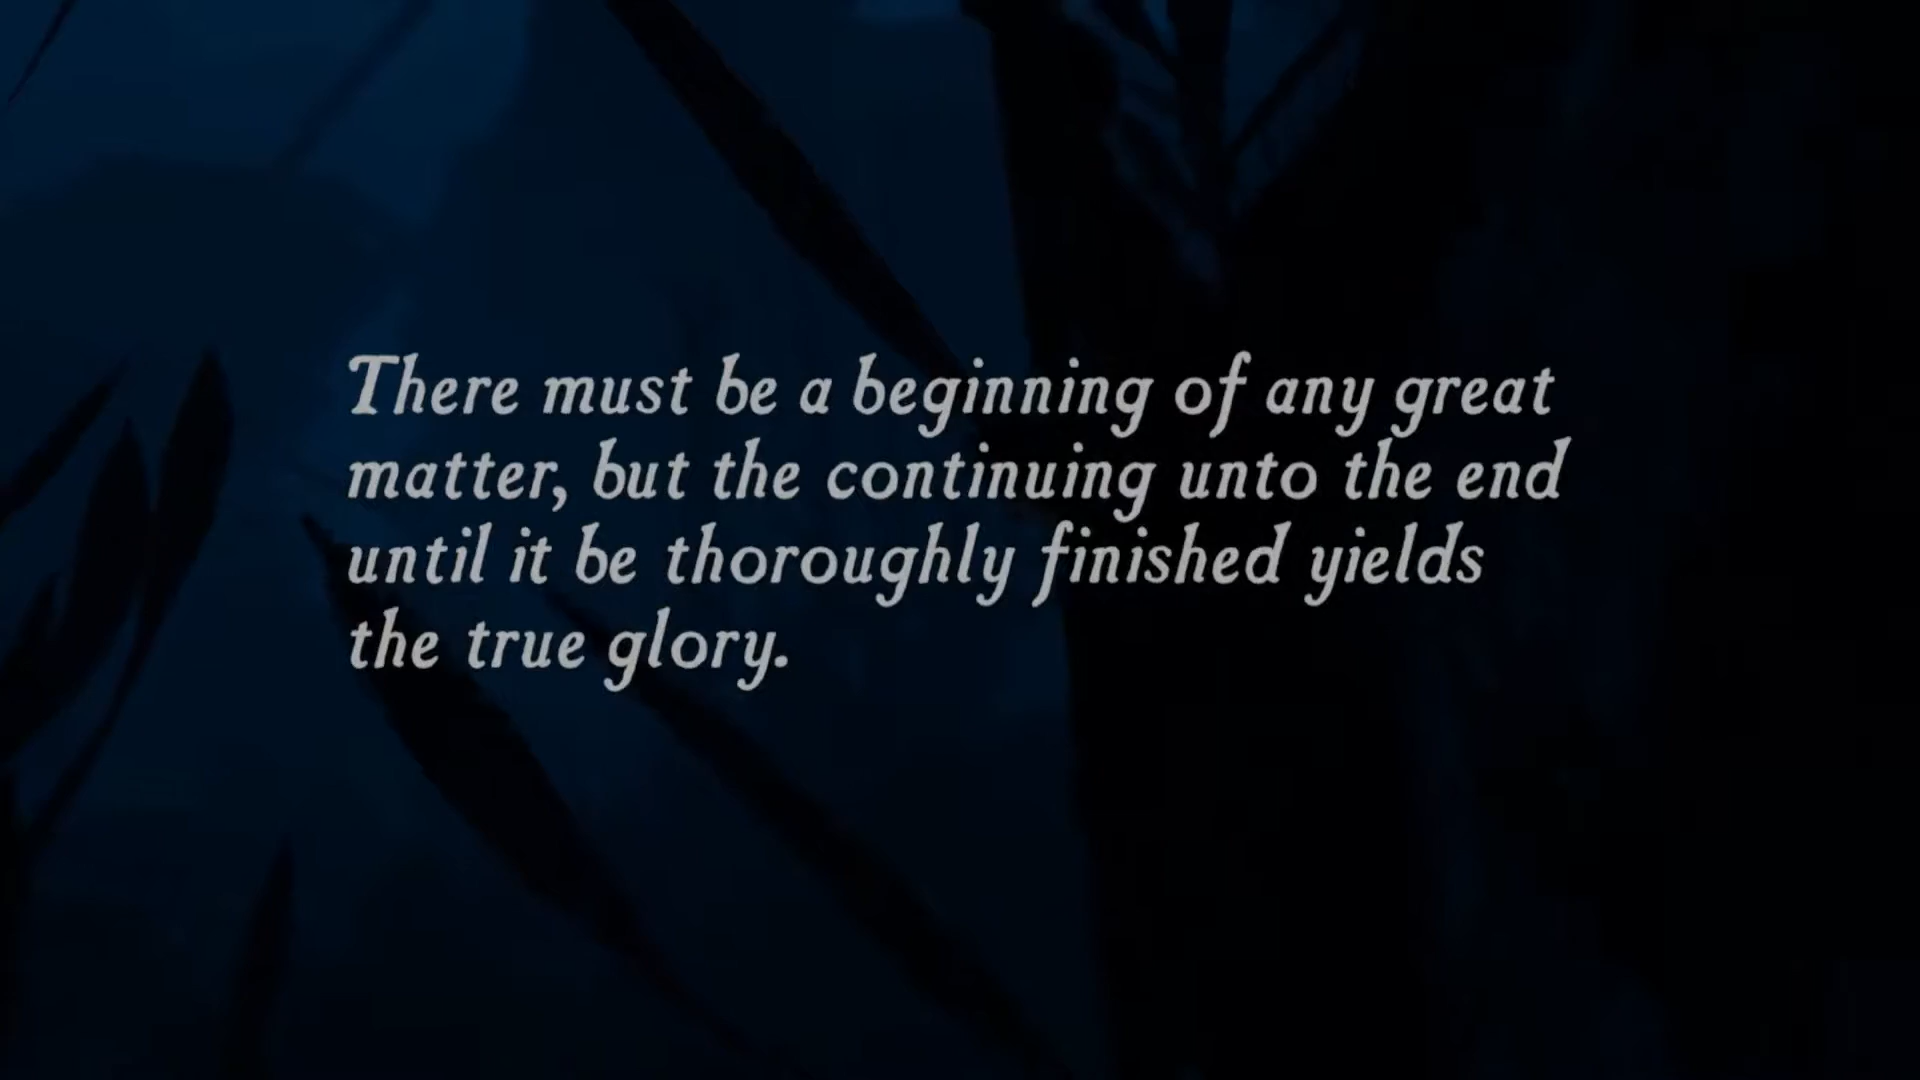 There must be a beginning of any great
matter, but the continuing unto the end
until it be thoroughly finished yields
the true glory.